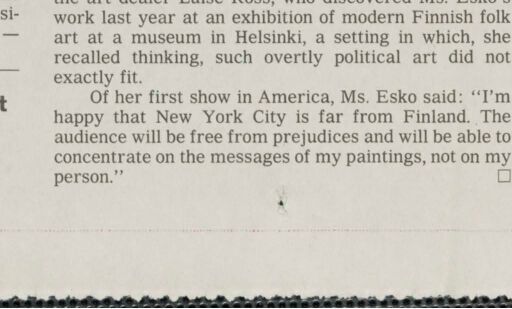 si-
the art dealer Luise Ross, who discovered Ms. Esko's
work last year at an exhibition of modern Finnish folk
art at a museum in Helsinki, a setting in which, she
recalled thinking, such overtly political art did not
exactly fit.
t
Of her first show in America, Ms. Esko said: "I'm
happy that New York City is far from Finland. The
audience will be free from prejudices and will be able to
concentrate on the messages of my paintings, not on my
person." □